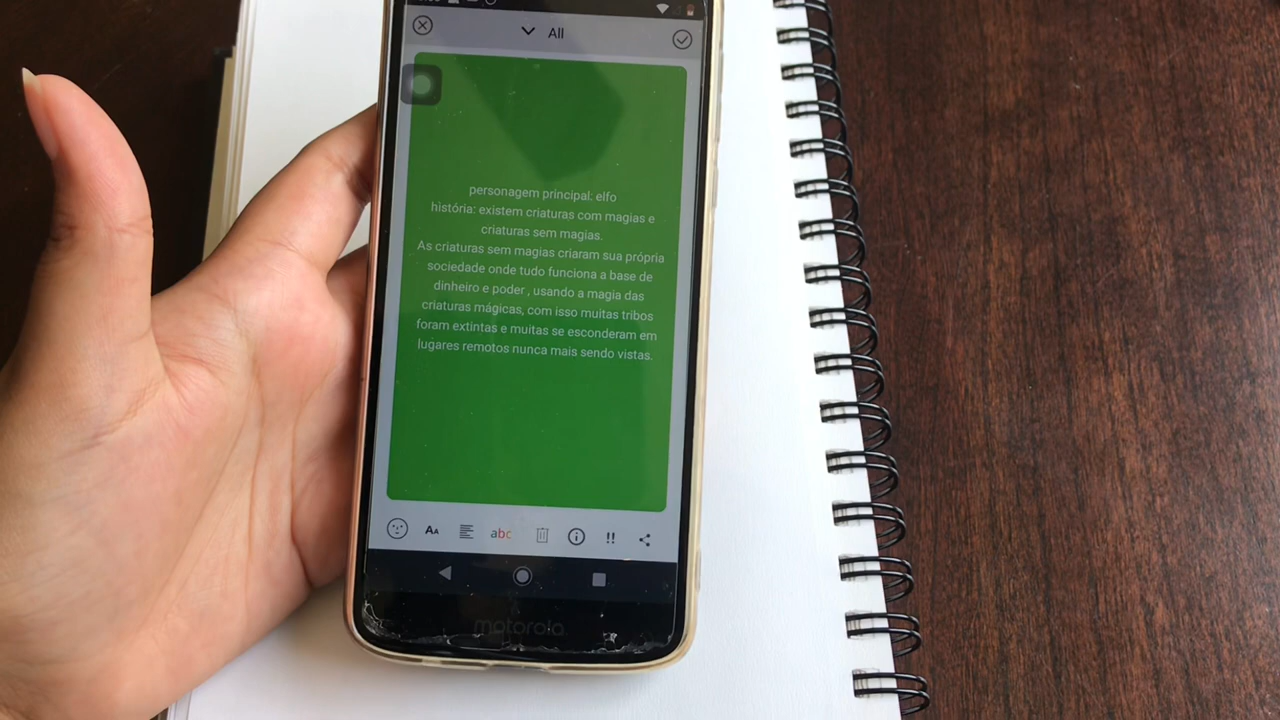 All
personagem principal: elfo
história: existem criaturas com magias e
criaturas sem magias.
As criaturas sem magias criaram sua própria
sociedade onde tudo funciona a base de
dinheiro e poder , usando a magia das
criaturas mágicas, com isso muitas tribos
foram extintas e muitas se esconderam em
lugares remotos nunca mais sendo vistas.
AA
abc
!!
motorola